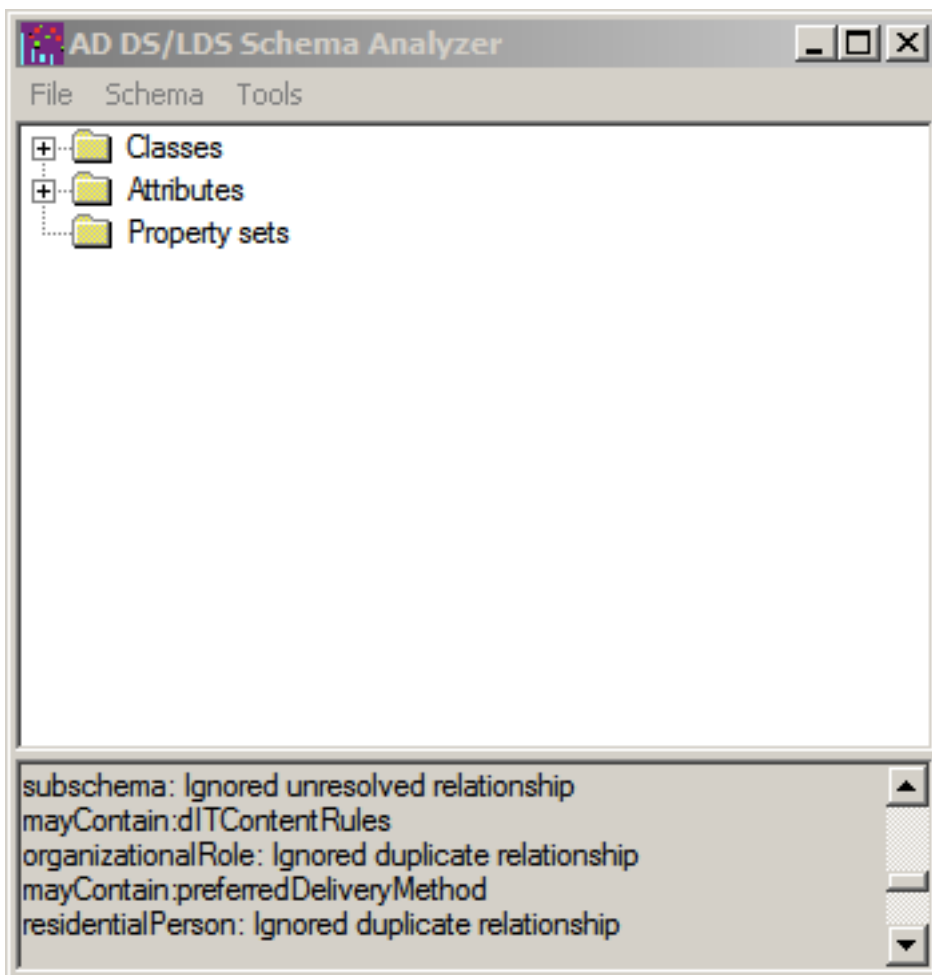 AD DS/LDS Schema Analyzer
File Schema Tools
Classes
Attributes
Property sets
subschema: Ignored unresolved relationship
mayContain:dITContentRules
organizationalRole: Ignored duplicate relationship
mayContain:preferredDeliveryMethod
residentialPerson: Ignored duplicate relationship